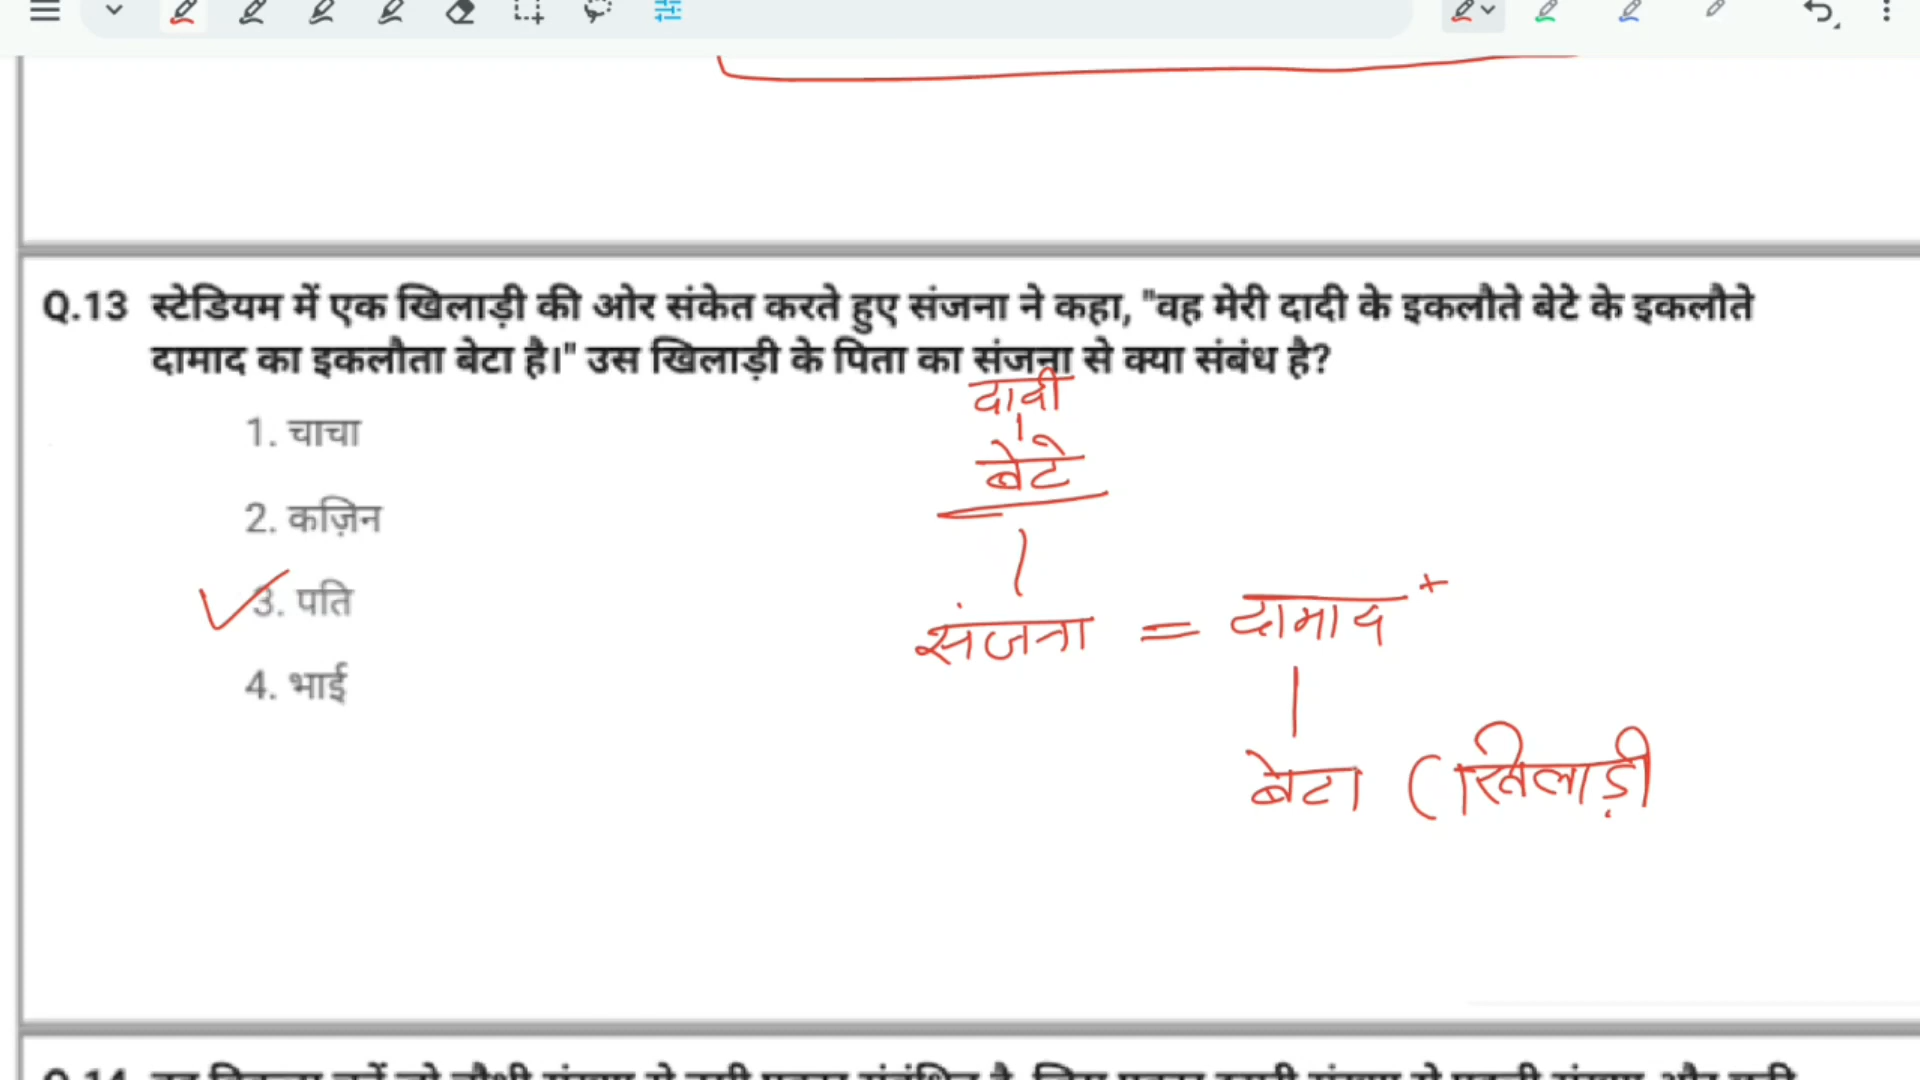 Q.13 स्टेडियम में एक खिलाड़ी की ओर संकेत करते हुए संजना ने कहा, "वह मेरी दादी के इकलौते बेटे के इकलौते
दामाद का इकलौता बेटा है।" उस खिलाड़ी के पिता का संजना से क्या संबंध है?
1. चाचा
2. कज़िन
3. पति
4. भाई
दादी
बेटे
संजना = दामाद +
बेटा (खिलाड़ी